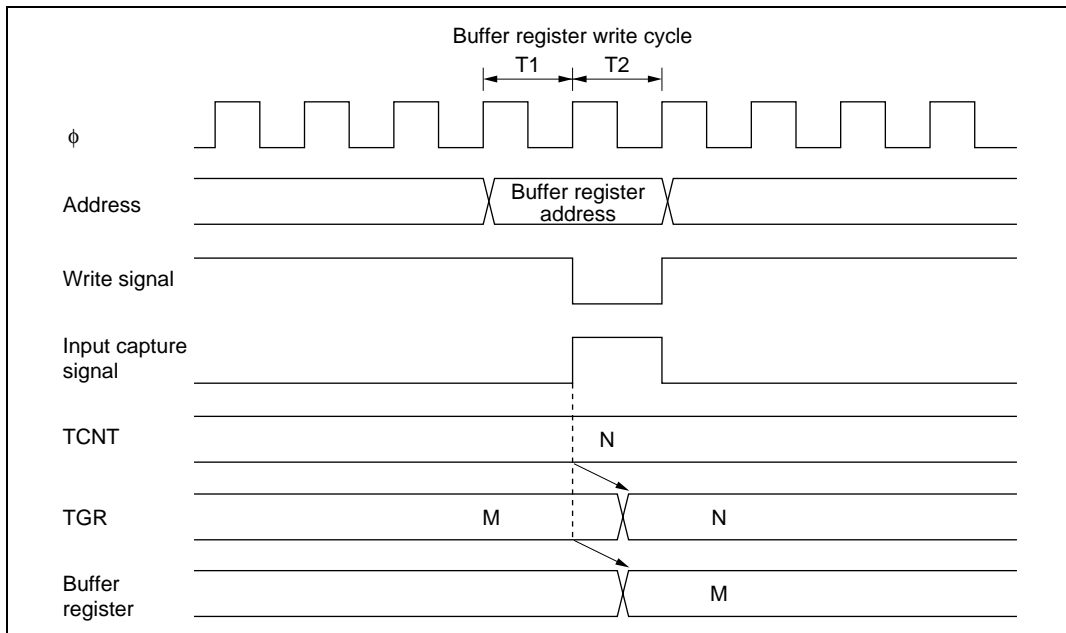 Buffer register write cycle
T1 T2
ϕ
Address
Buffer register
address
Write signal
Input capture
signal
TCNT
N
TGR
M N
Buffer
register
M